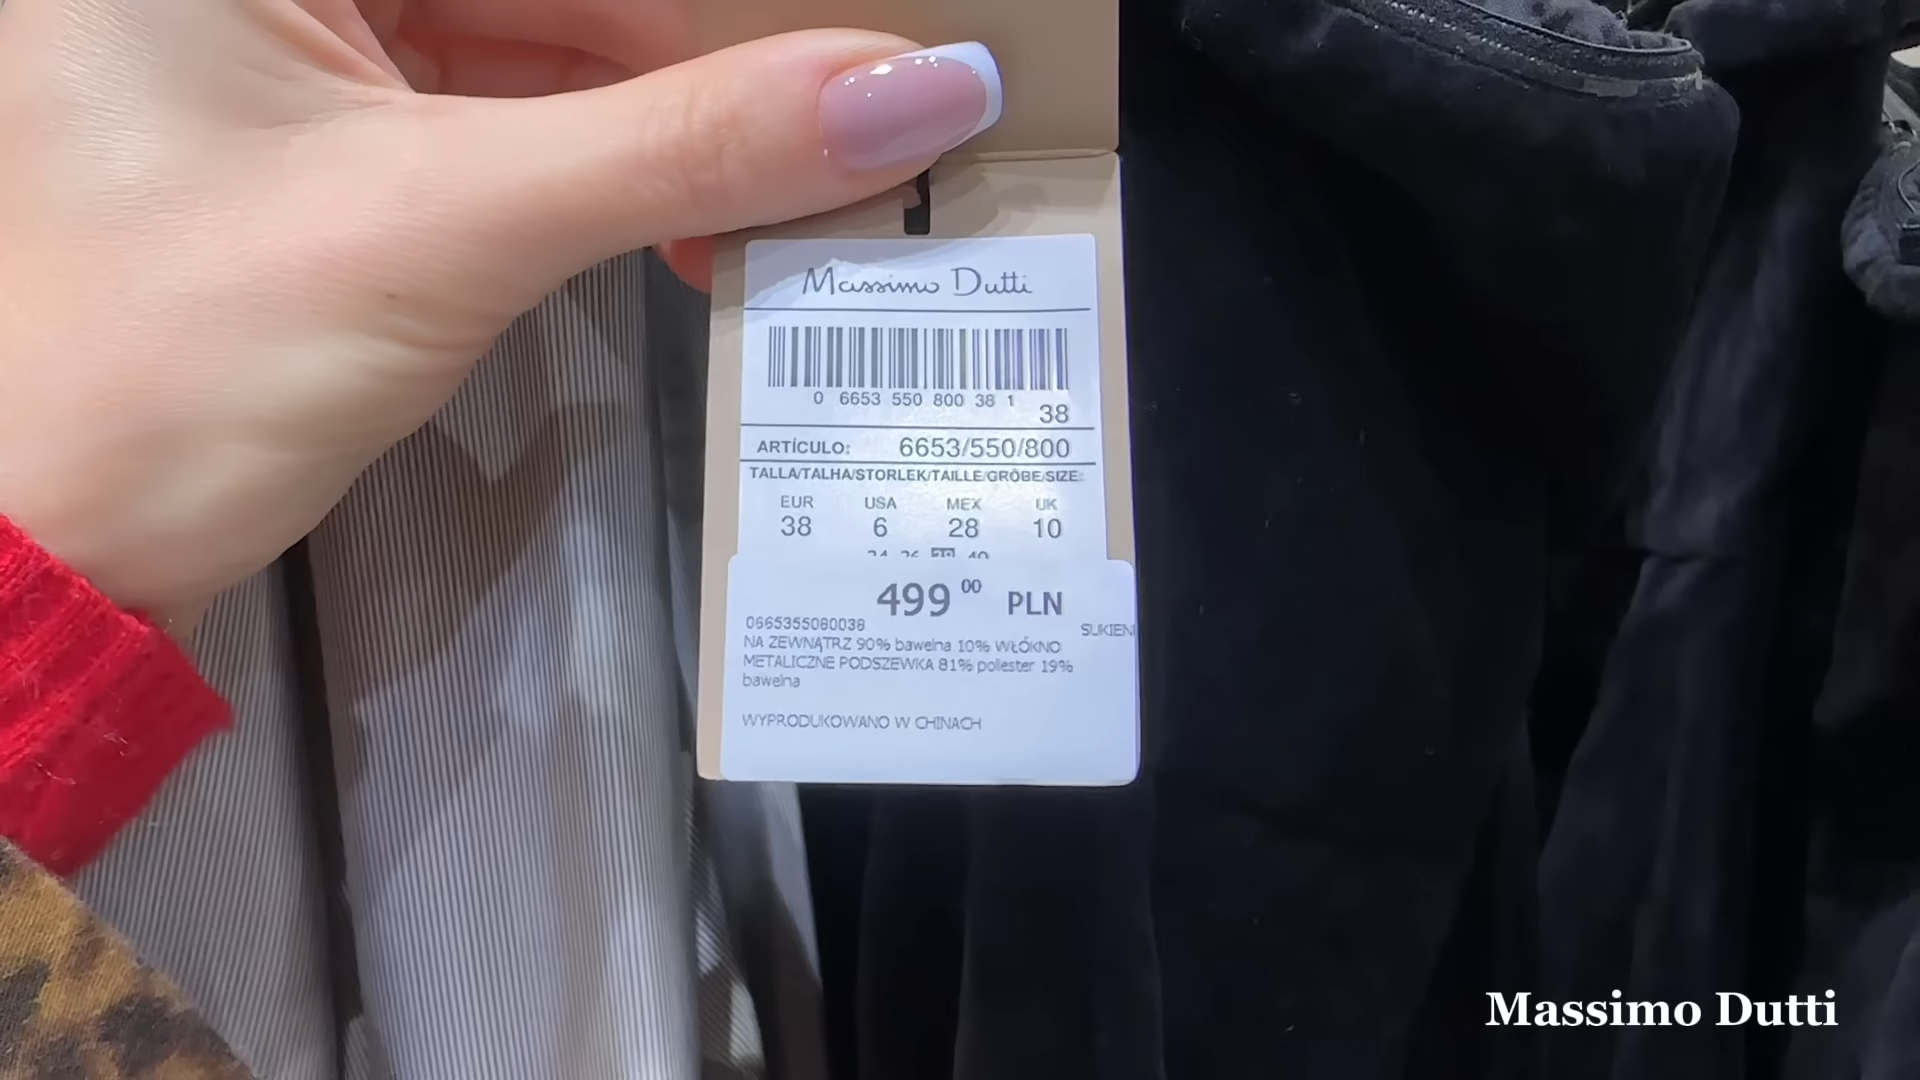 Massimo Dutti
0 6653 550 800 38 1
38
ARTÍCULO: 6653/550/800
TALLA/TALHA/STORLEK/TAILLE/GRÖBE/SIZE:
EUR USA MEX UK
38 6 28 10
499 00 PLN
0665355080038 SUKIEN
NA ZEWNĄTRZ 90% bawełna 10% WŁÓKNO
METALICZNE PODSZEWKA 81% poliester 19%
bawełna
WYPRODUKOWANO W CHINACH
Massimo Dutti